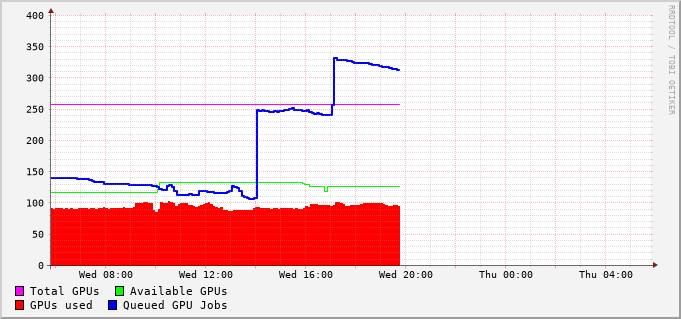 RRDTOOL / TOBI OETIKER
400
350
300
250
200
150
100
50
0
Wed 08:00 Wed 12:00 Wed 16:00 Wed 20:00 Thu 00:00 Thu 04:00
Total GPUs Available GPUs
GPUs used Queued GPU Jobs